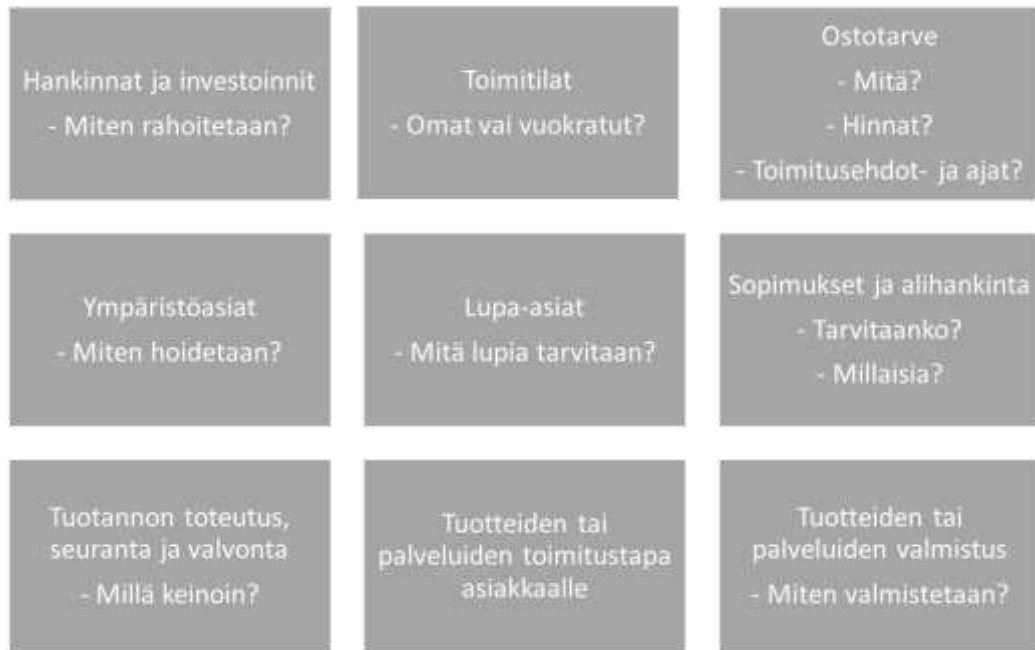 Hankinnat ja investoinnit
- Miten rahoitetaan?
Toimitilat
- Omat vai vuokratut?
Ostotarve
- Mitä?
- Hinnat?
- Toimitusehdot- ja ajat?
Ympäristöasiat
- Miten hoidetaan?
Lupa-asiat
- Mitä lupia tarvitaan?
Sopimukset ja alihankinta
- Tarvitaanko?
- Millaisia?
Tuotannon toteutus,
seuranta ja valvonta
- Millä keinoin?
Tuotteiden tai
palveluiden toimitustapa
asiakkaalle
Tuotteiden tai
palveluiden valmistus
- Miten valmistetaan?